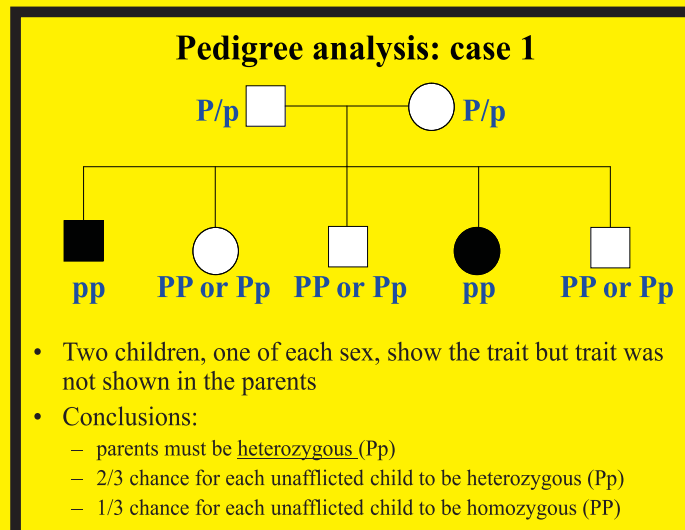 Pedigree analysis: case 1
P/p P/p
pp PP or Pp PP or Pp pp PP or Pp
• Two children, one of each sex, show the trait but trait was
not shown in the parents
• Conclusions:
– parents must be heterozygous (Pp)
– 2/3 chance for each unafflicted child to be heterozygous (Pp)
– 1/3 chance for each unafflicted child to be homozygous (PP)